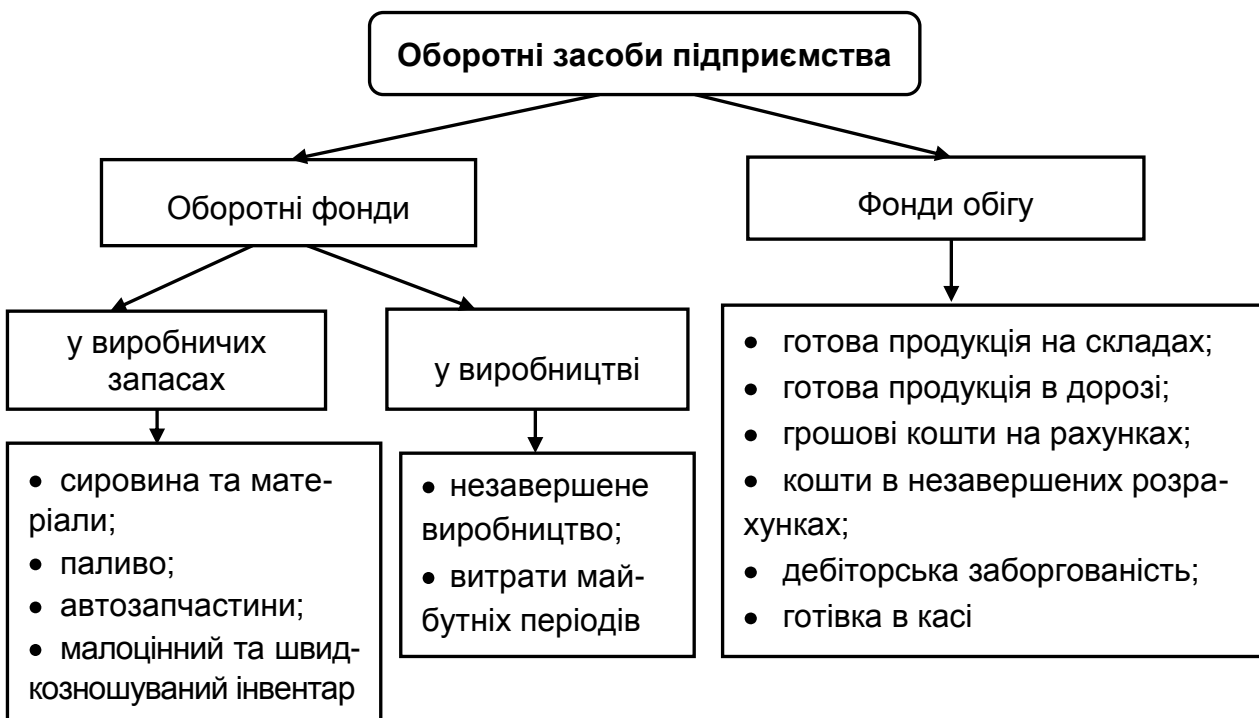 Оборотні засоби підприємства
Оборотні фонди
Фонди обігу
у виробничих
запасах
у виробництві
• сировина та мате-
ріали;
• паливо;
• автозапчастини;
• малоцінний та швид-
козношуваний інвентар
• незавершене
виробництво;
• витрати май-
бутніх періодів
• готова продукція на складах;
• готова продукція в дорозі;
• грошові кошти на рахунках;
• кошти в незавершених розра-
хунках;
• дебіторська заборгованість;
• готівка в касі